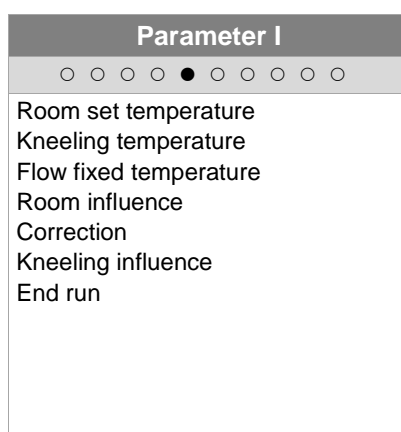 Parameter I
Room set temperature
Kneeling temperature
Flow fixed temperature
Room influence
Correction
Kneeling influence
End run